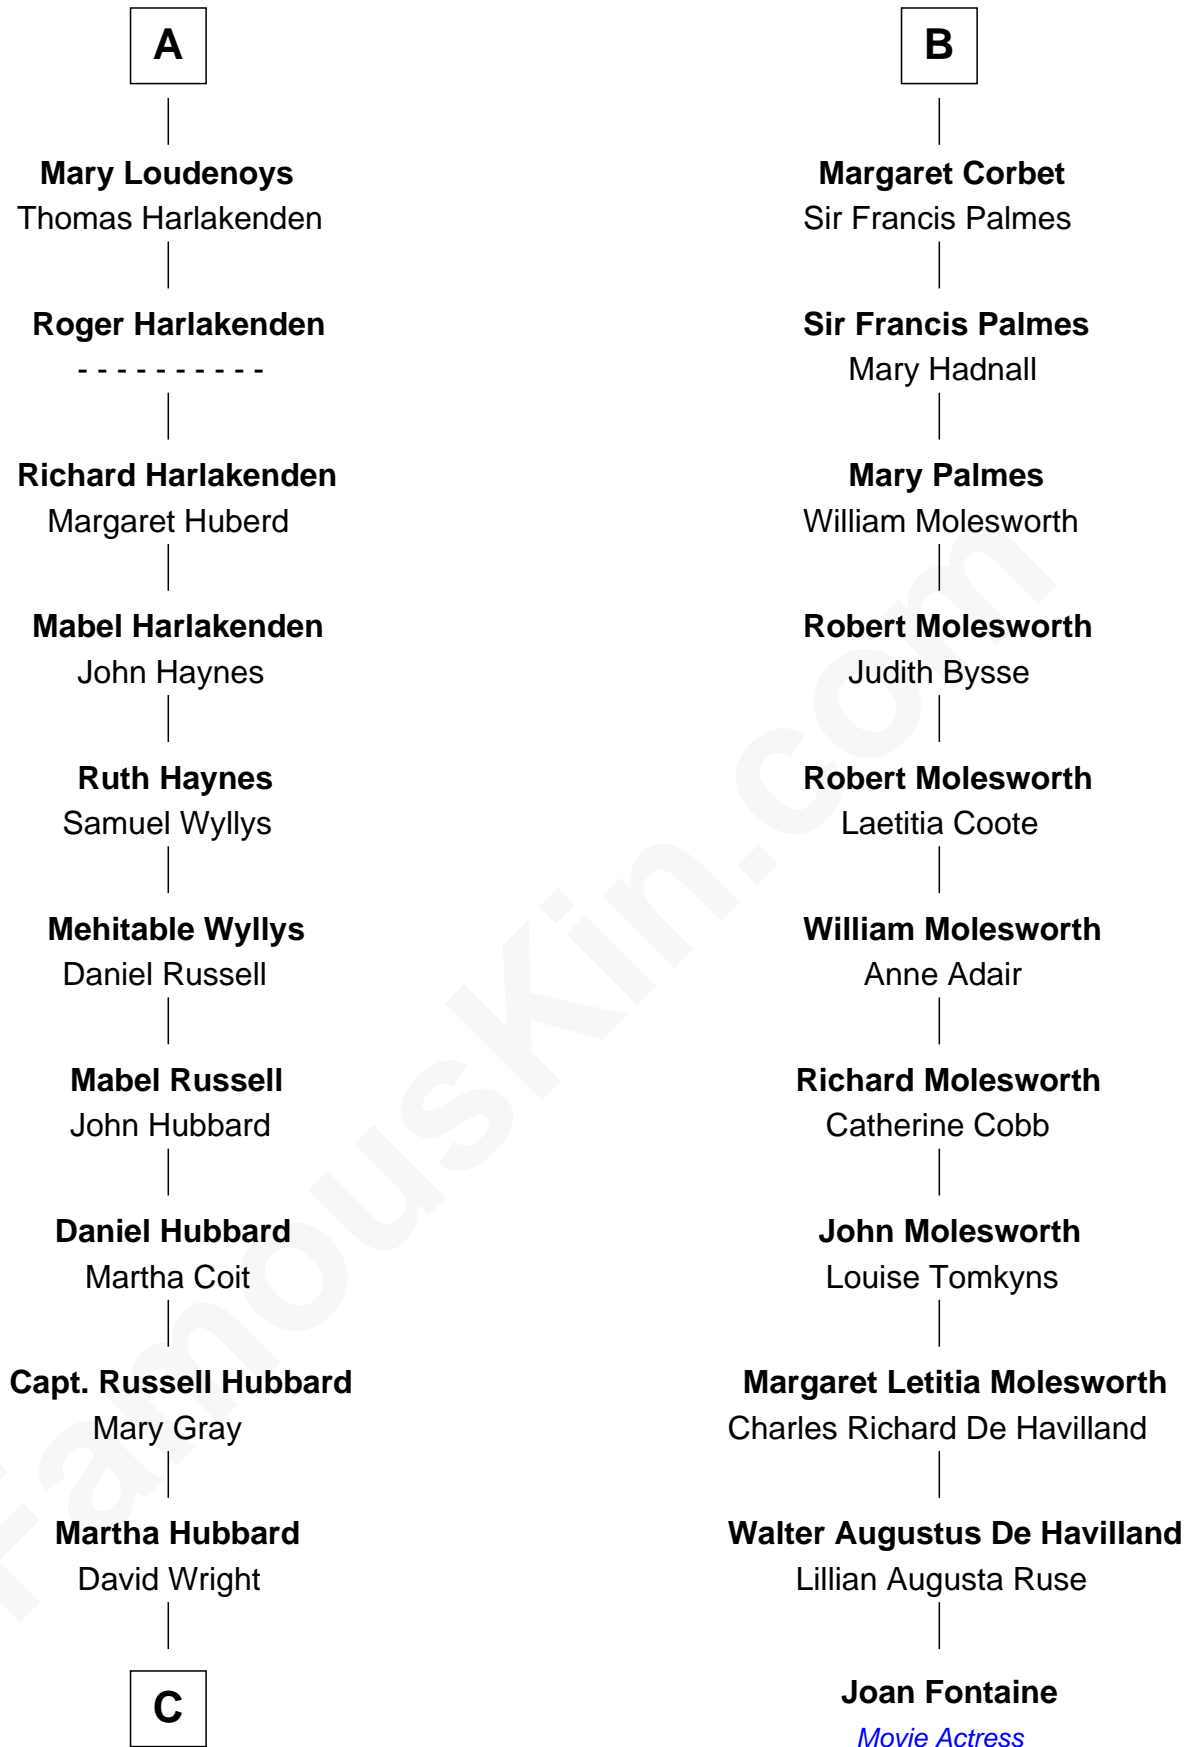 A
Mary Loudenoys
Thomas Harlakenden
Roger Harlakenden
- - - - - - - - - -
Richard Harlakenden
Margaret Huberd
Mabel Harlakenden
John Haynes
Ruth Haynes
Samuel Wyllys
Mehitable Wyllys
Daniel Russell
Mabel Russell
John Hubbard
Daniel Hubbard
Martha Coit
Capt. Russell Hubbard
Mary Gray
Martha Hubbard
David Wright
C
B
Margaret Corbet
Sir Francis Palmes
Sir Francis Palmes
Mary Hadnall
Mary Palmes
William Molesworth
Robert Molesworth
Judith Bysse
Robert Molesworth
Laetitia Coote
William Molesworth
Anne Adair
Richard Molesworth
Catherine Cobb
John Molesworth
Louise Tomkyns
Margaret Letitia Molesworth
Charles Richard De Havilland
Walter Augustus De Havilland
Lillian Augusta Ruse
Joan Fontaine
Movie Actress
FamousKin.com